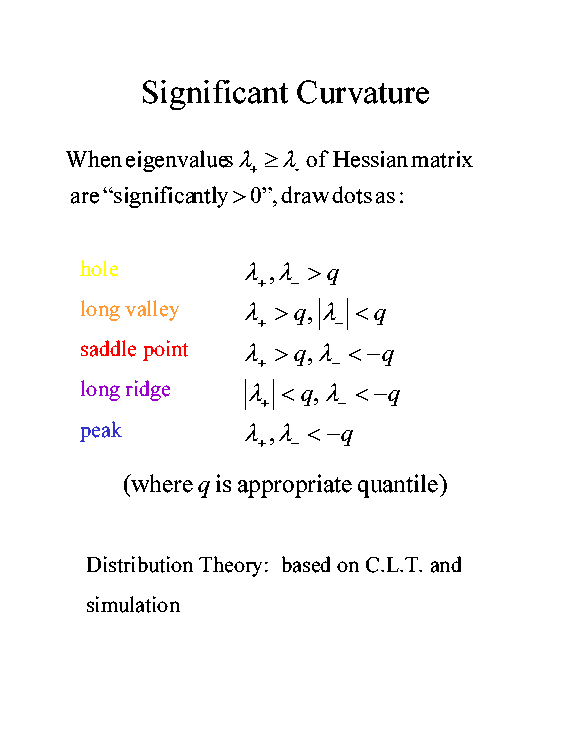 Significant Curvature
When eigenvalues λ₊ ≥ λ₋ of Hessian matrix
are “significantly > 0”, draw dots as :
hole λ₊ , λ₋ > q
long valley λ₊ > q, |λ₋| < q
saddle point λ₊ > q, λ₋ < −q
long ridge |λ₊| < q, λ₋ < −q
peak λ₊ , λ₋ < −q
(where q is appropriate quantile)
Distribution Theory: based on C.L.T. and
simulation